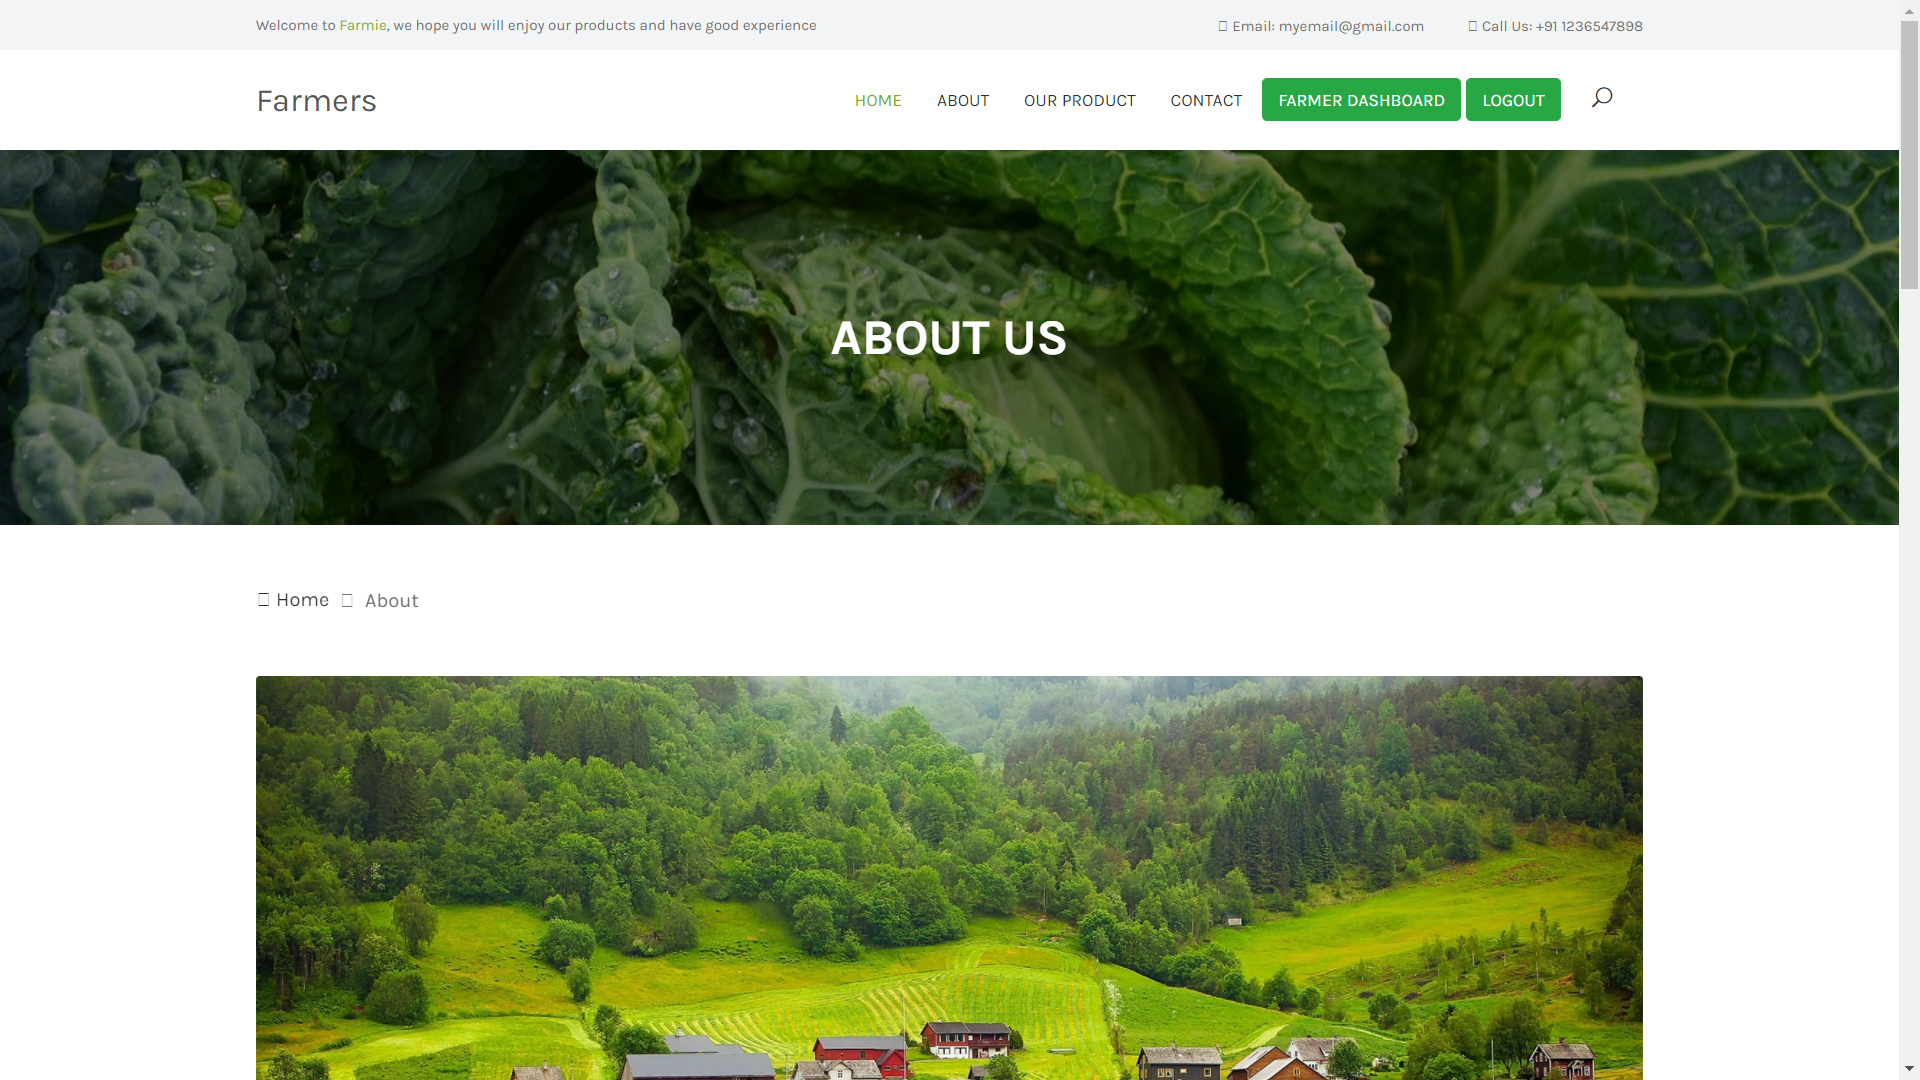 Welcome to Farmie, we hope you will enjoy our products and have good experience
Email: myemail@gmail.com
Call Us: +91 1236547898
Farmers
HOME
ABOUT
OUR PRODUCT
CONTACT
FARMER DASHBOARD
LOGOUT
ABOUT US
Home
About